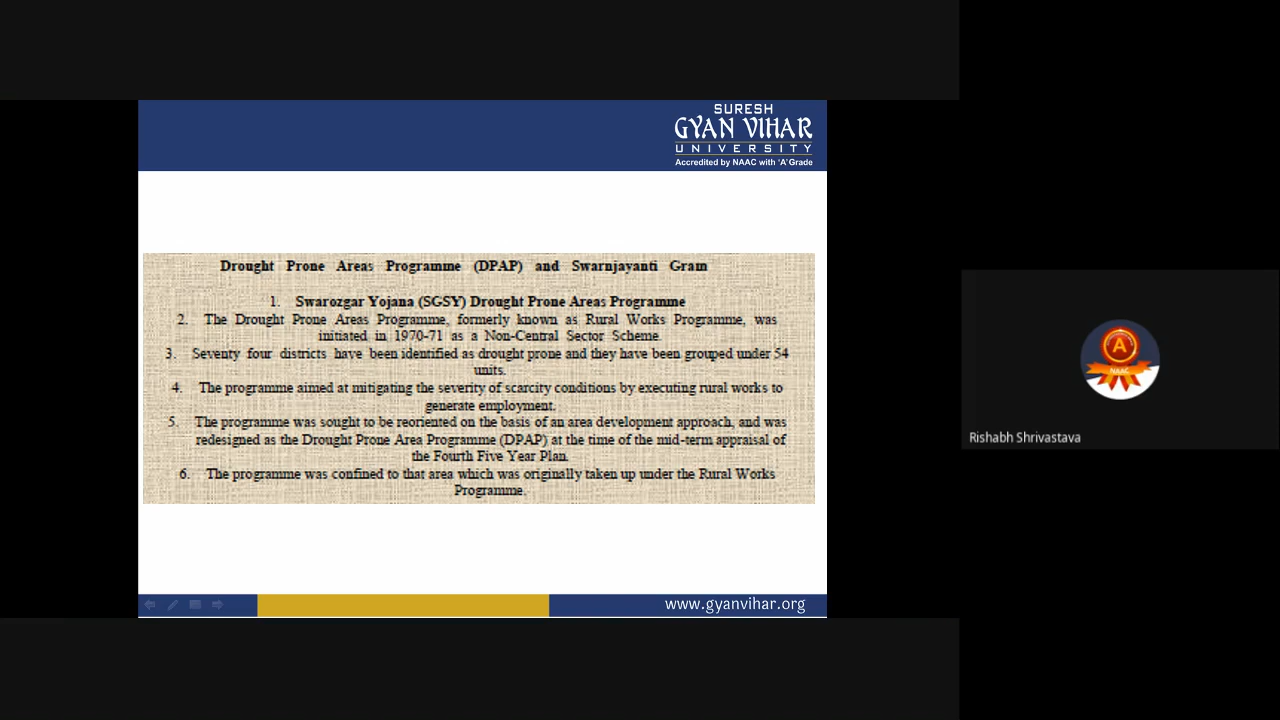 SURESH
GYAN VIHAR
UNIVERSITY
Accredited by NAAC with 'A' Grade
Drought Prone Areas Programme (DPAP) and Swarnjayanti Gram
1. Swarozgar Yojana (SGSY) Drought Prone Areas Programme
2. The Drought Prone Areas Programme, formerly known as Rural Works Programme, was
initiated in 1970-71 as a Non-Central Sector Scheme.
3. Seventy four districts have been identified as drought prone and they have been grouped under 54
units.
4. The programme aimed at mitigating the severity of scarcity conditions by executing rural works to
generate employment.
5. The programme was sought to be reoriented on the basis of an area development approach, and was
redesigned as the Drought Prone Area Programme (DPAP) at the time of the mid-term appraisal of
the Fourth Five Year Plan.
6. The programme was confined to that area which was originally taken up under the Rural Works
Programme.
www.gyanvihar.org
A
NAAC
Rishabh Shrivastava